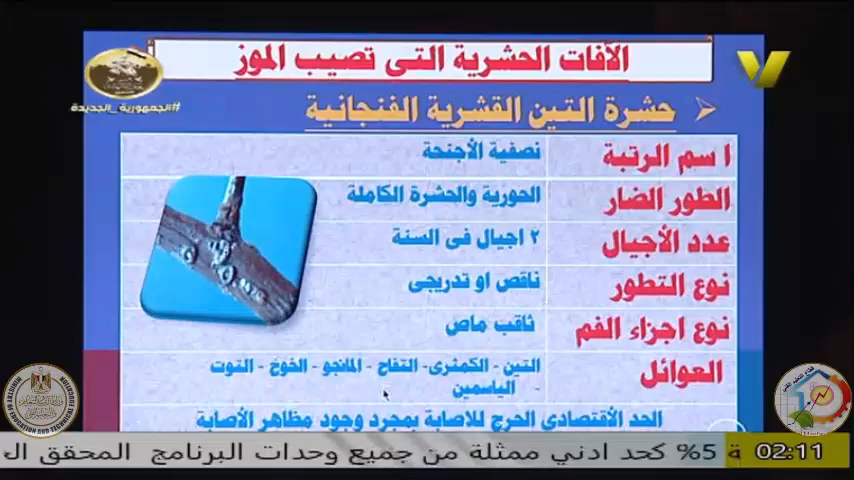 الآفات الحشرية التى تصيب الموز
#الجمهورية_الجديدة
حشرة التين القشرية الفنجانية
اسم الرتبة نصفية الأجنحة
الطور الضار الحورية والحشرة الكاملة
عدد الأجيال ٢ اجيال فى السنة
نوع التطور ناقص او تدريجى
نوع اجزاء الفم ثاقب ماص
العوائل التين - الكمثرى - التفاح - المانجو - الخوخ - التوت
- الياسمين
الحد الأقتصادى الحرج للاصابة بمجرد وجود مظاهر الأصابة
02:11 ة 5% كحد ادني ممثلة من جميع وحدات البرنامج المحقق الع